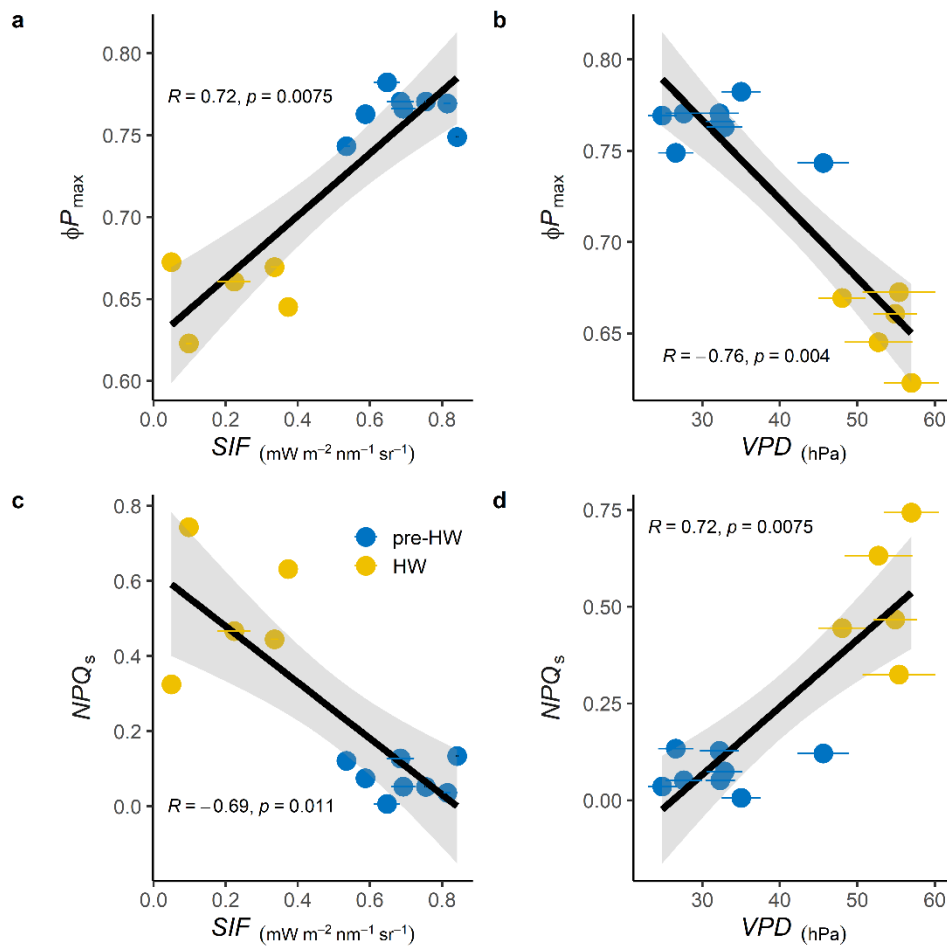 a
0.80
0.75
0.70
0.65
0.60
ϕPmax
R = 0.72, p = 0.0075
0.0 0.2 0.4 0.6 0.8
SIF (mW m⁻² nm⁻¹ sr⁻¹)
b
0.80
0.75
0.70
0.65
ϕPmax
R = −0.76, p = 0.004
30 40 50 60
VPD (hPa)
c
0.8
0.6
0.4
0.2
0.0
NPQs
pre-HW
HW
R = −0.69, p = 0.011
0.0 0.2 0.4 0.6 0.8
SIF (mW m⁻² nm⁻¹ sr⁻¹)
d
0.75
0.50
0.25
0.00
NPQs
R = 0.72, p = 0.0075
30 40 50 60
VPD (hPa)